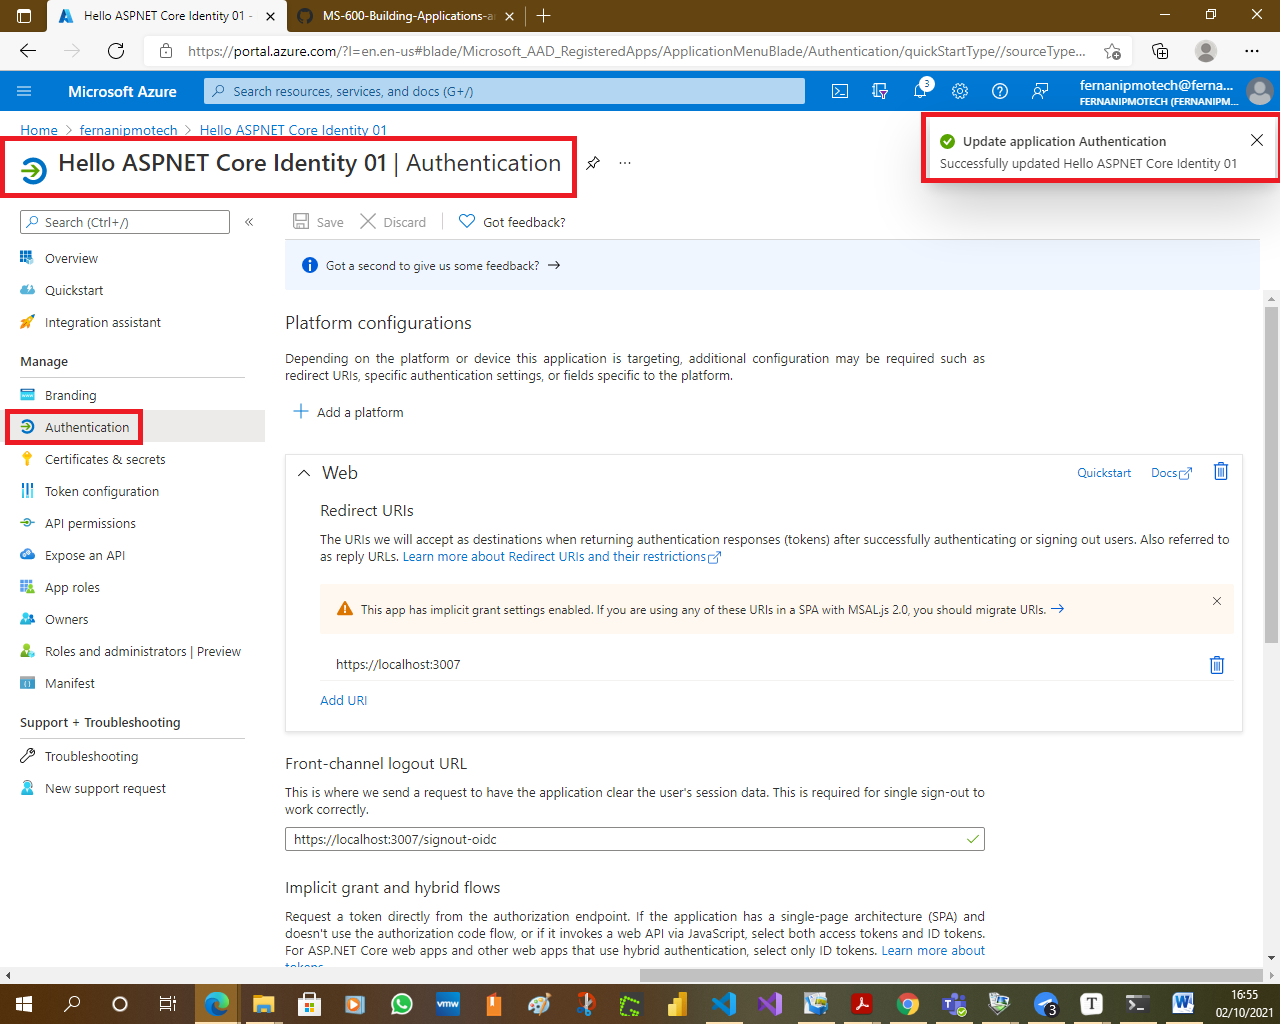 Hello ASPNET Core Identity 01 -
MS-600-Building-Applications-a
https://portal.azure.com/?l=en.en-us#blade/Microsoft_AAD_RegisteredApps/ApplicationMenuBlade/Authentication/quickStartType//sourceType...
Microsoft Azure
Search resources, services, and docs (G+/)
3
fernanipmotech@ferna...
FERNANIPMOTECH (FERNANIPM...
Home > fernanipmotech > Hello ASPNET Core Identity 01
Hello ASPNET Core Identity 01 | Authentication
...
Update application Authentication
Successfully updated Hello ASPNET Core Identity 01
Search (Ctrl+/)
«
Save
Discard
Got feedback?
Got a second to give us some feedback? →
Overview
Quickstart
Integration assistant
Manage
Branding
Authentication
Certificates & secrets
Token configuration
API permissions
Expose an API
App roles
Owners
Roles and administrators | Preview
Manifest
Support + Troubleshooting
Troubleshooting
New support request
Platform configurations
Depending on the platform or device this application is targeting, additional configuration may be required such as
redirect URIs, specific authentication settings, or fields specific to the platform.
+ Add a platform
Web
Quickstart
Docs
Redirect URIs
The URIs we will accept as destinations when returning authentication responses (tokens) after successfully authenticating or signing out users. Also referred to
as reply URLs. Learn more about Redirect URIs and their restrictions
This app has implicit grant settings enabled. If you are using any of these URIs in a SPA with MSAL.js 2.0, you should migrate URIs. →
https://localhost:3007
Add URI
Front-channel logout URL
This is where we send a request to have the application clear the user's session data. This is required for single sign-out to
work correctly.
https://localhost:3007/signout-oidc
Implicit grant and hybrid flows
Request a token directly from the authorization endpoint. If the application has a single-page architecture (SPA) and
doesn't use the authorization code flow, or if it invokes a web API via JavaScript, select both access tokens and ID tokens.
For ASP.NET Core web apps and other web apps that use hybrid authentication, select only ID tokens. Learn more about
tokens
vmw
T
3
16:55
02/10/2021